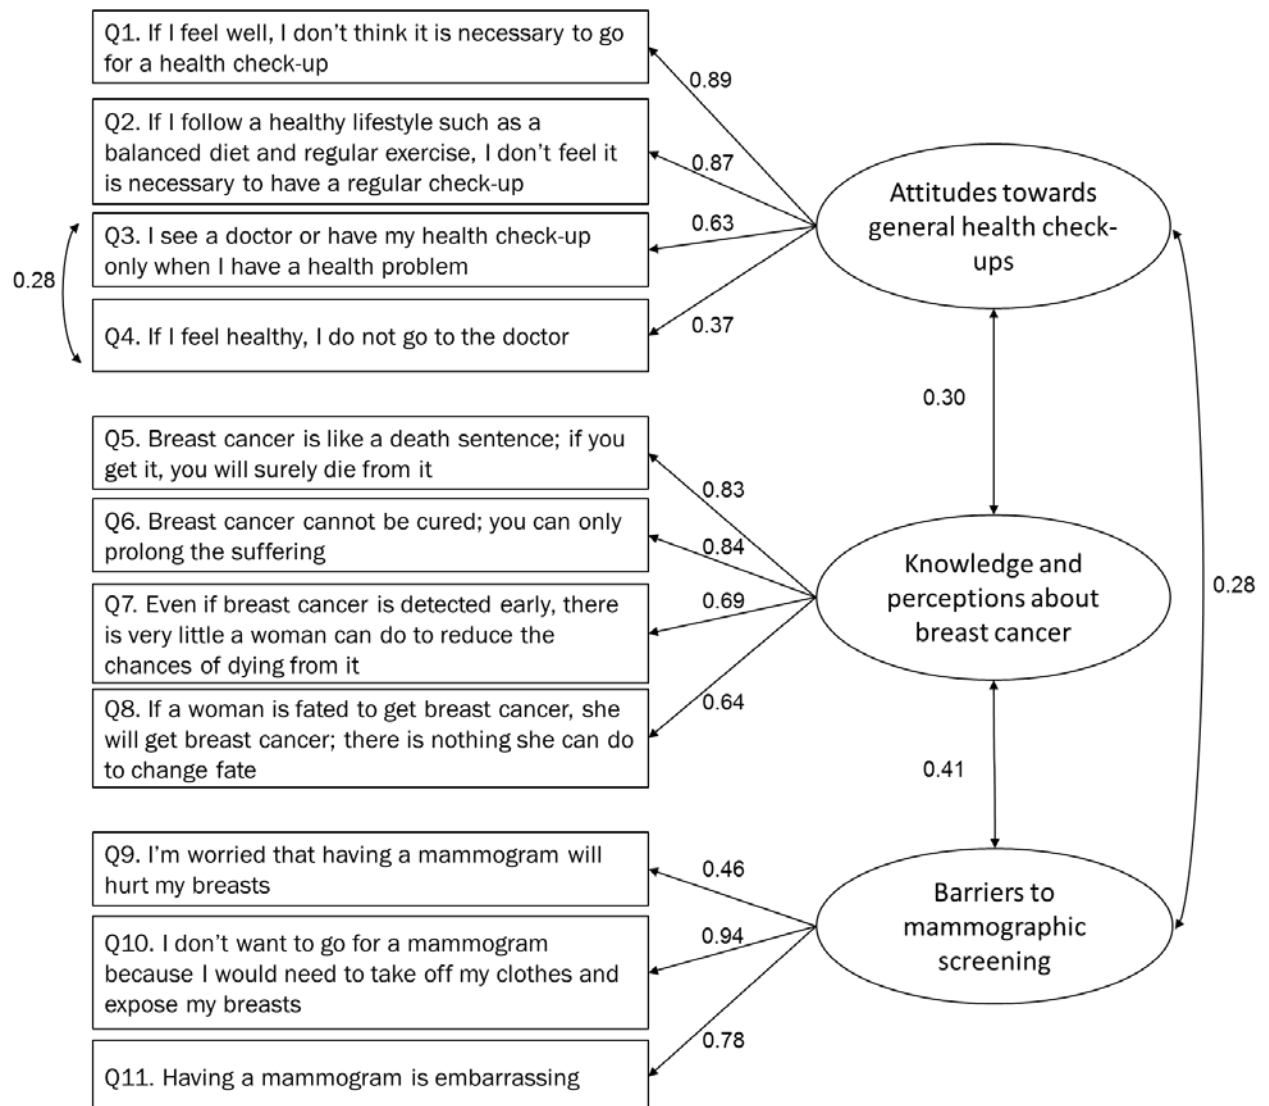 Q1. If I feel well, I don't think it is necessary to go
for a health check-up
0.89
Q2. If I follow a healthy lifestyle such as a
balanced diet and regular exercise, I don't feel it
is necessary to have a regular check-up
0.87
Q3. I see a doctor or have my health check-up
only when I have a health problem
0.63
0.28
Q4. If I feel healthy, I do not go to the doctor
0.37
Attitudes towards
general health check-
ups
0.30
Q5. Breast cancer is like a death sentence; if you
get it, you will surely die from it
0.83
Q6. Breast cancer cannot be cured; you can only
prolong the suffering
0.84
Q7. Even if breast cancer is detected early, there
is very little a woman can do to reduce the
chances of dying from it
0.69
Q8. If a woman is fated to get breast cancer, she
will get breast cancer; there is nothing she can do
to change fate
0.64
Knowledge and
perceptions about
breast cancer
0.28
0.41
Q9. I'm worried that having a mammogram will
hurt my breasts
0.46
Q10. I don't want to go for a mammogram
because I would need to take off my clothes and
expose my breasts
0.94
Q11. Having a mammogram is embarrassing
0.78
Barriers to
mammographic
screening